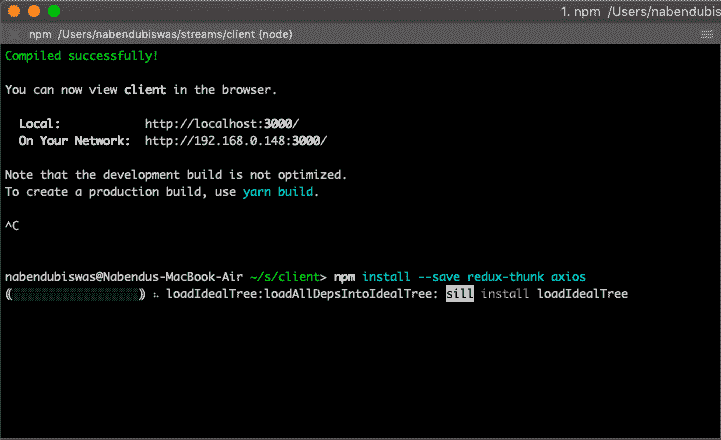 1. npm /Users/nabendubis
npm /Users/nabendubiswas/streams/client (node)
Compiled successfully!
You can now view client in the browser.
Local: http://localhost:3000/
On Your Network: http://192.168.0.148:3000/
Note that the development build is not optimized.
To create a production build, use yarn build.
^C
nabendubiswas@Nabendus-MacBook-Air ~/s/client> npm install --save redux-thunk axios
loadIdealTree:loadAllDepsIntoIdealTree: sill install loadIdealTree